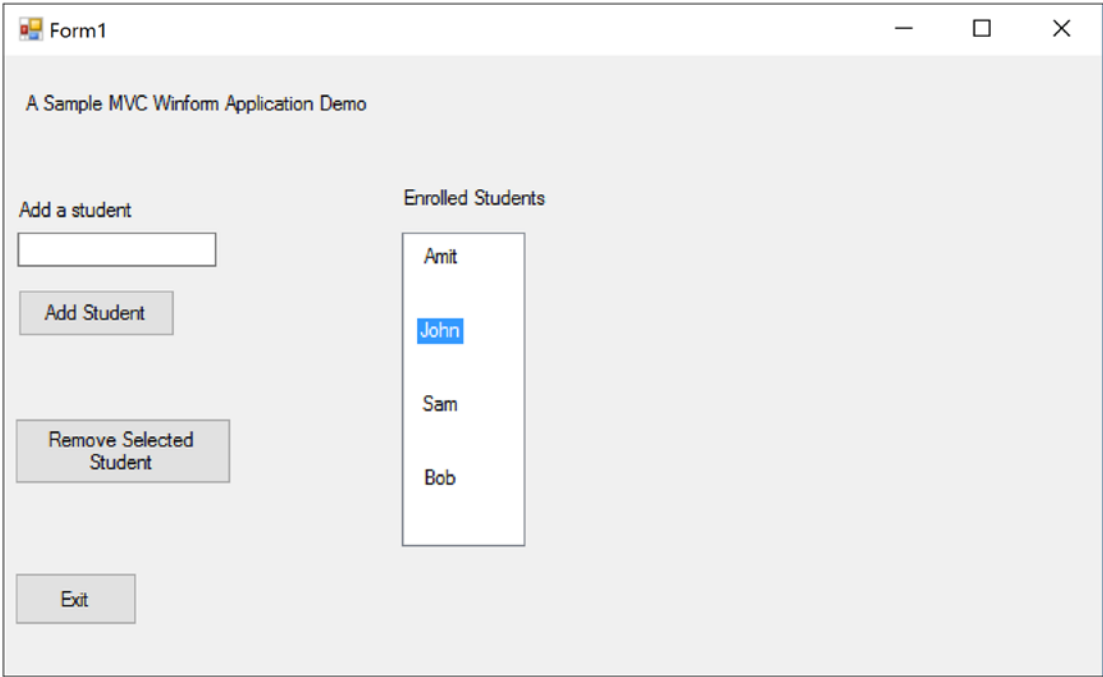 Form1
A Sample MVC Winform Application Demo
Add a student
Add Student
Remove Selected
Student
Exit
Enrolled Students
Amit
John
Sam
Bob